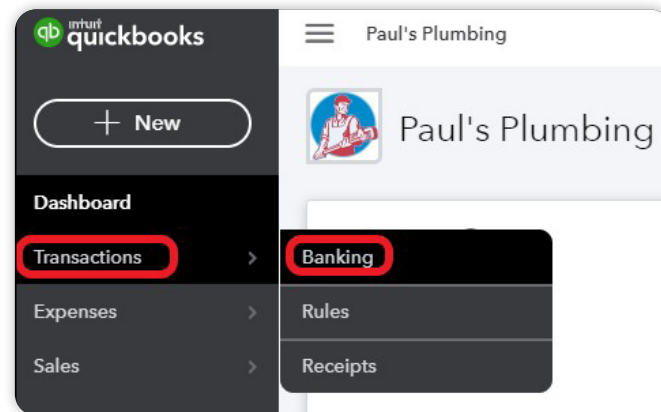 intuit
quickbooks
Paul's Plumbing
+ New
Paul's Plumbing
Dashboard
Transactions >
Banking
Expenses >
Rules
Sales >
Receipts